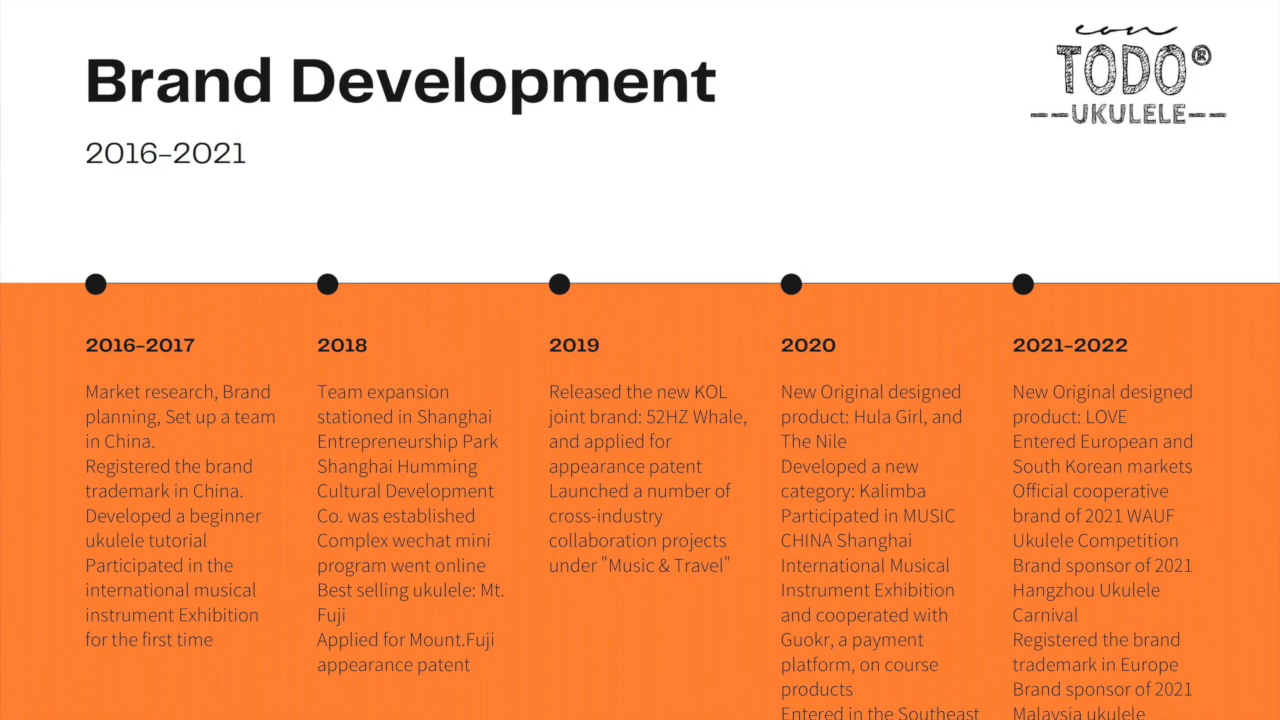 con
TODO®
UKULELE
Brand Development
2016–2021
2016–2017
Market research, Brand
planning, Set up a team
in China.
Registered the brand
trademark in China.
Developed a beginner
ukulele tutorial
Participated in the
international musical
instrument Exhibition
for the first time
2018
Team expansion
stationed in Shanghai
Entrepreneurship Park
Shanghai Humming
Cultural Development
Co. was established
Complex wechat mini
program went online
Best selling ukulele: Mt.
Fuji
Applied for Mount.Fuji
appearance patent
2019
Released the new KOL
joint brand: 52HZ Whale,
and applied for
appearance patent
Launched a number of
cross-industry
collaboration projects
under "Music & Travel"
2020
New Original designed
product: Hula Girl, and
The Nile
Developed a new
category: Kalimba
Participated in MUSIC
CHINA Shanghai
International Musical
Instrument Exhibition
and cooperated with
Guokr, a payment
platform, on course
products
Entered in the Southeast
2021–2022
New Original designed
product: LOVE
Entered European and
South Korean markets
Official cooperative
brand of 2021 WAUF
Ukulele Competition
Brand sponsor of 2021
Hangzhou Ukulele
Carnival
Registered the brand
trademark in Europe
Brand sponsor of 2021
Malaysia ukulele